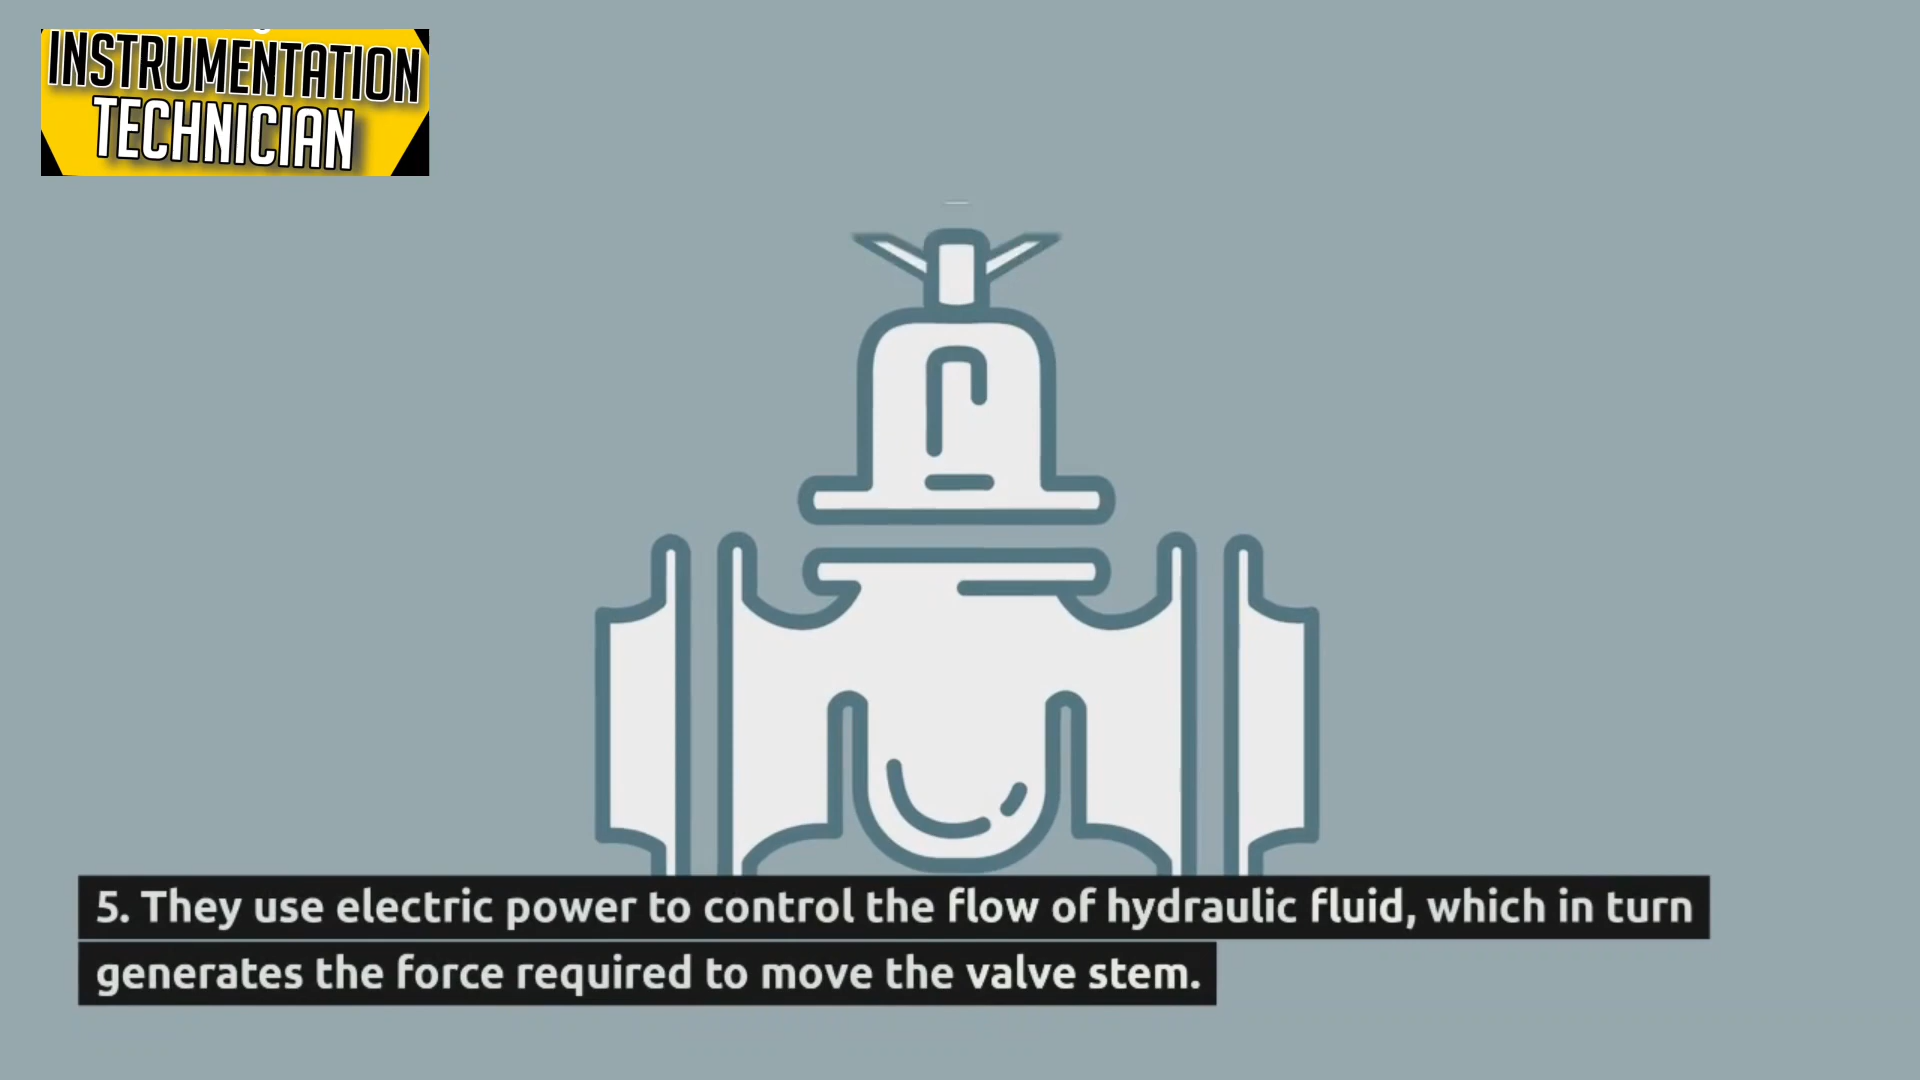 INSTRUMENTATION
TECHNICIAN
5. They use electric power to control the flow of hydraulic fluid, which in turn
generates the force required to move the valve stem.